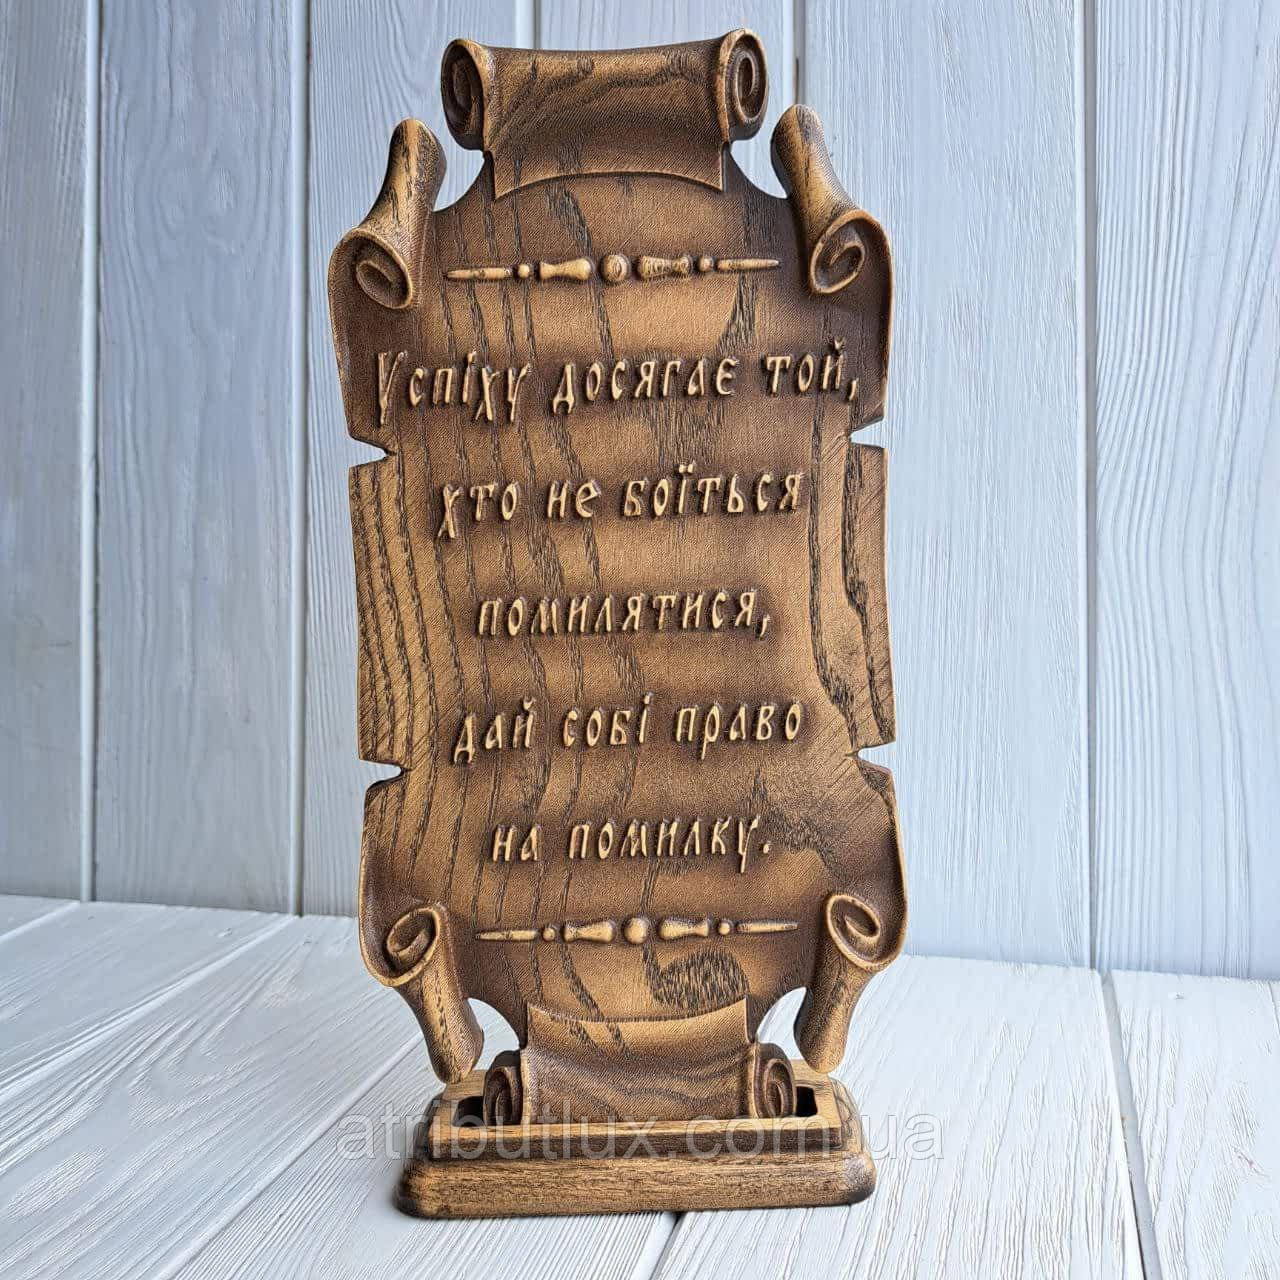 Успіху досягає той,
хто не боїться
помилятися,
дай собі право
на помилку.
atributlux.com.ua